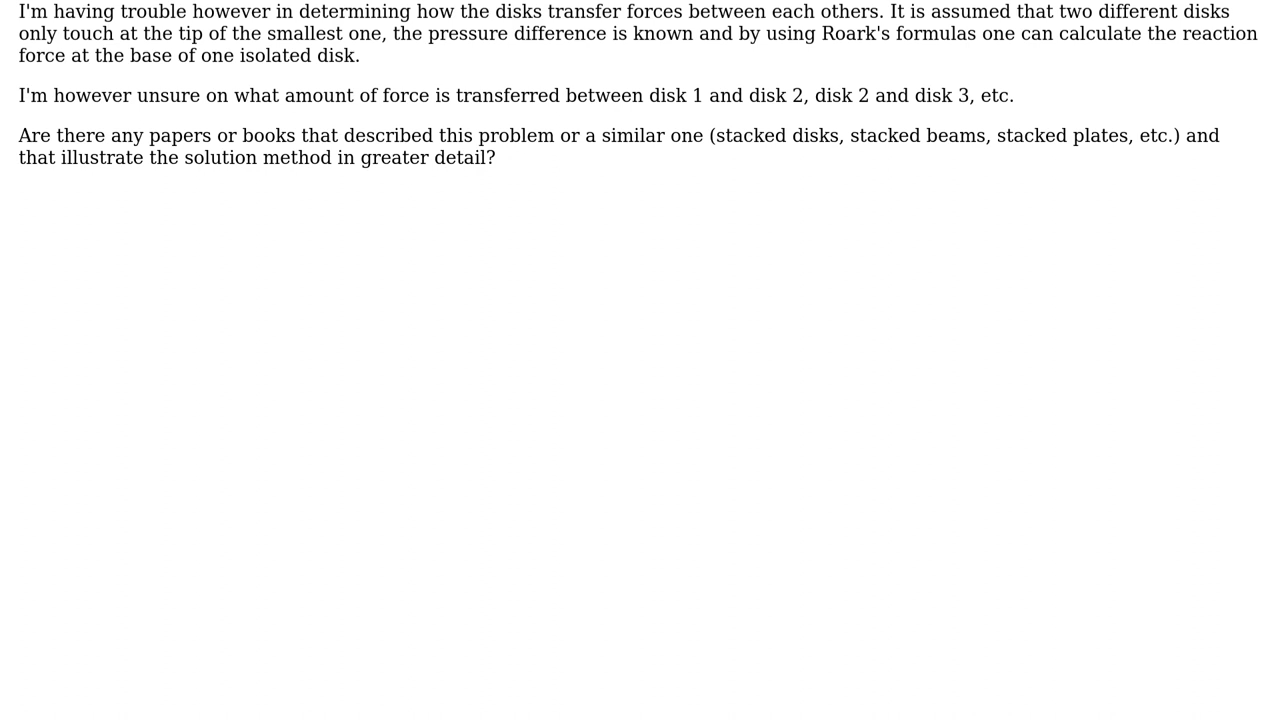 I'm having trouble however in determining how the disks transfer forces between each others. It is assumed that two different disks
only touch at the tip of the smallest one, the pressure difference is known and by using Roark's formulas one can calculate the reaction
force at the base of one isolated disk.
I'm however unsure on what amount of force is transferred between disk 1 and disk 2, disk 2 and disk 3, etc.
Are there any papers or books that described this problem or a similar one (stacked disks, stacked beams, stacked plates, etc.) and
that illustrate the solution method in greater detail?